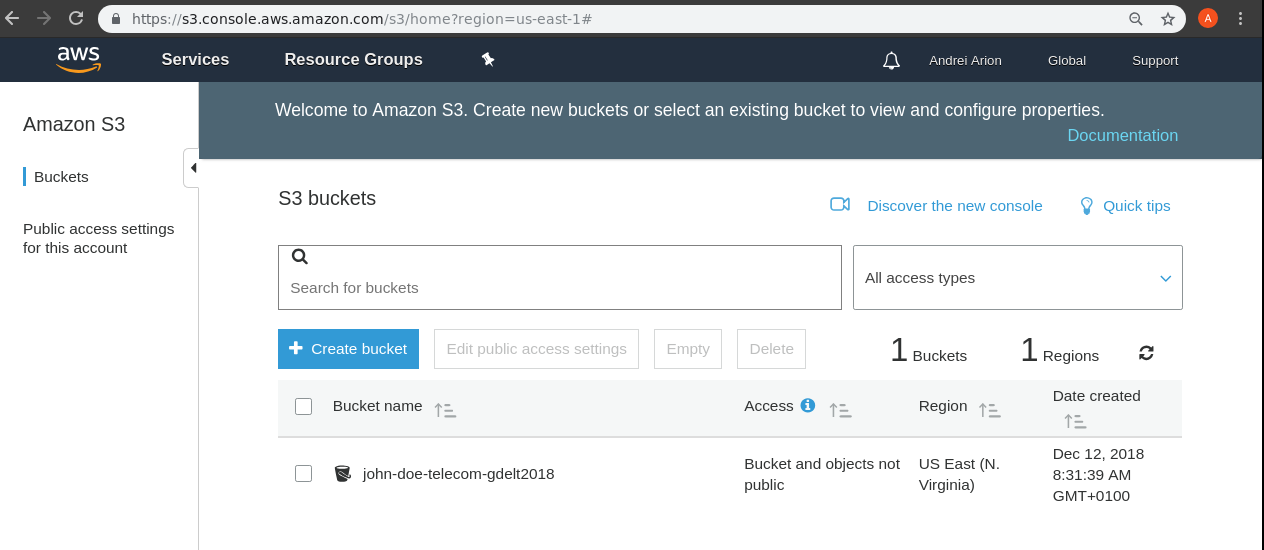 https://s3.console.aws.amazon.com/s3/home?region=us-east-1#
A
aws
Services
Resource Groups
Andrei Arion
Global
Support
Amazon S3
Buckets
Public access settings
for this account
Welcome to Amazon S3. Create new buckets or select an existing bucket to view and configure properties.
Documentation
S3 buckets
Discover the new console
Quick tips
Search for buckets
All access types
Create bucket
Edit public access settings
Empty
Delete
1 Buckets
1 Regions
Bucket name
Access
Region
Date created
john-doe-telecom-gdelt2018
Bucket and objects not
public
US East (N.
Virginia)
Dec 12, 2018
8:31:39 AM
GMT+0100